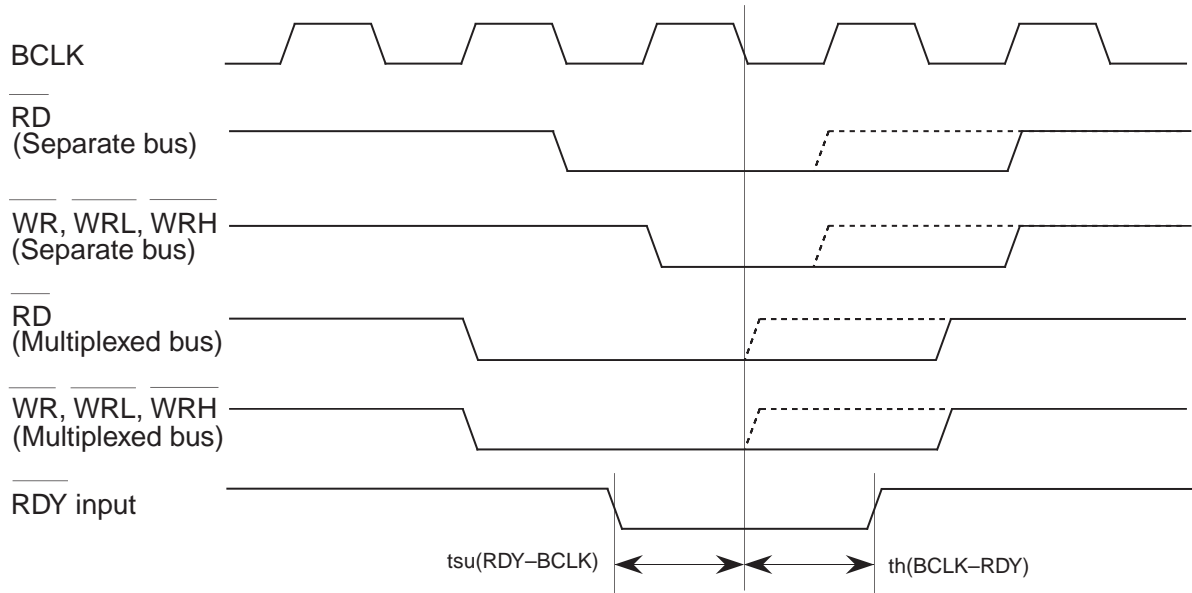 BCLK
RD
(Separate bus)
WR, WRL, WRH
(Separate bus)
RD
(Multiplexed bus)
WR, WRL, WRH
(Multiplexed bus)
RDY input
tsu(RDY–BCLK)
th(BCLK–RDY)